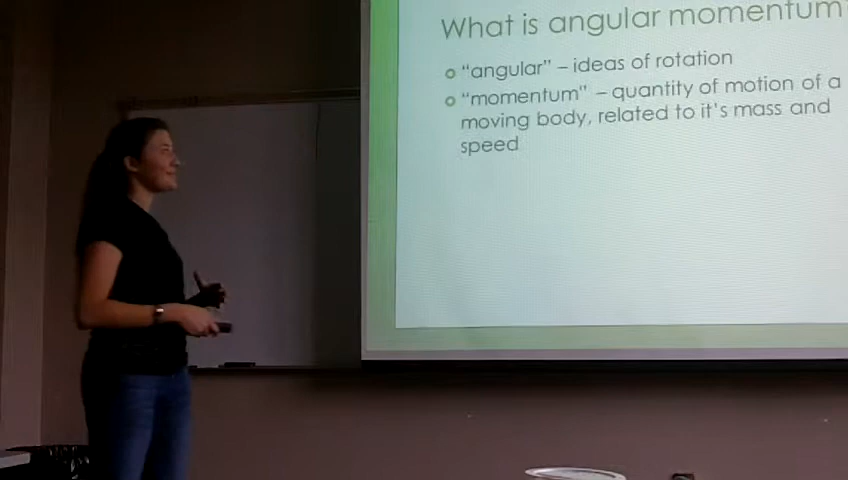 What is angular momentum
o "angular" – ideas of rotation
o "momentum" – quantity of motion of a
moving body, related to it's mass and
speed